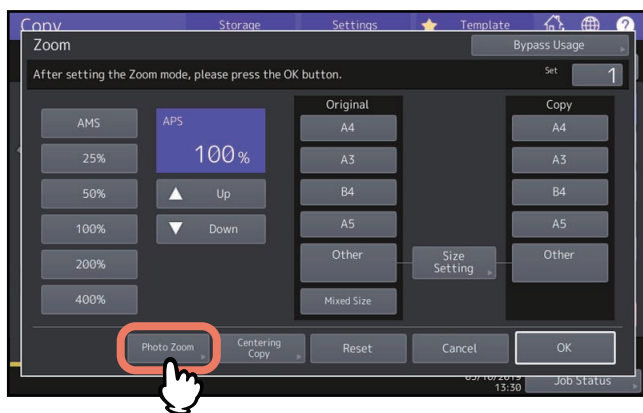 Copy Storage Settings Template
Zoom
Bypass Usage
After setting the Zoom mode, please press the OK button.
Set 1
Original
Copy
AMS
APS
100 %
A4
A4
25%
A3
A3
50%
Up
B4
B4
100%
Down
A5
A5
200%
Other
Size
Setting
Other
400%
Mixed Size
Photo Zoom
Centering
Copy
Reset
Cancel
OK
13:30
Job Status